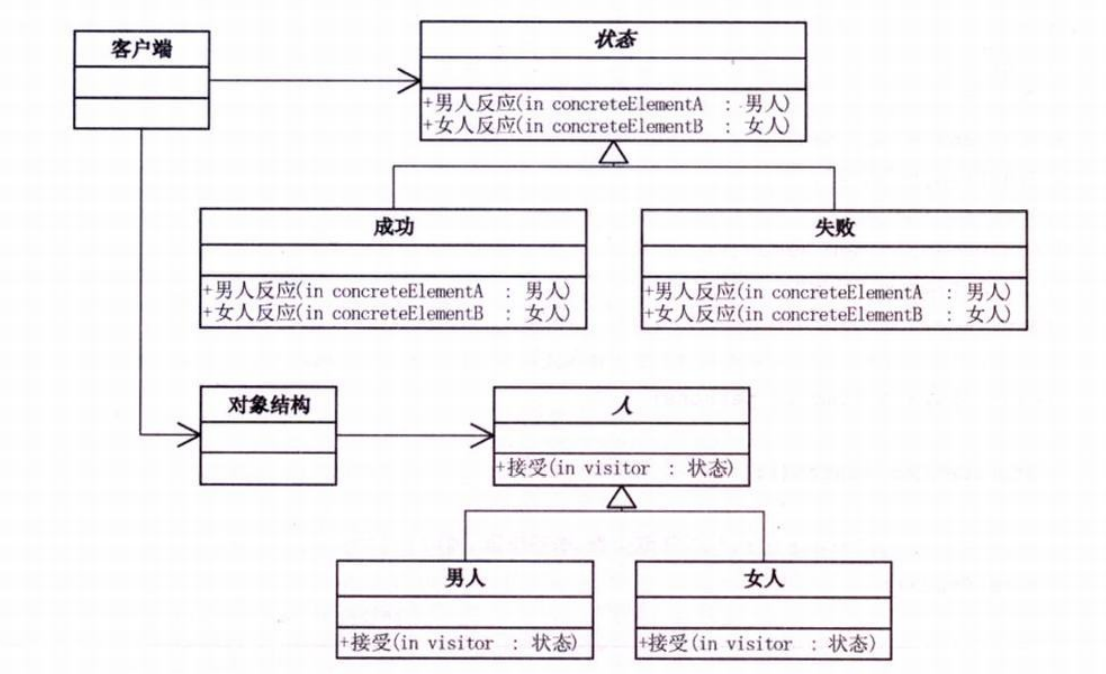 客户端
状态
+男人反应(in concreteElementA : 男人)
+女人反应(in concreteElementB : 女人)
成功
+男人反应(in concreteElementA : 男人)
+女人反应(in concreteElementB : 女人)
失败
+男人反应(in concreteElementA : 男人)
+女人反应(in concreteElementB : 女人)
对象结构
人
+接受(in visitor : 状态)
男人
+接受(in visitor : 状态)
女人
+接受(in visitor : 状态)